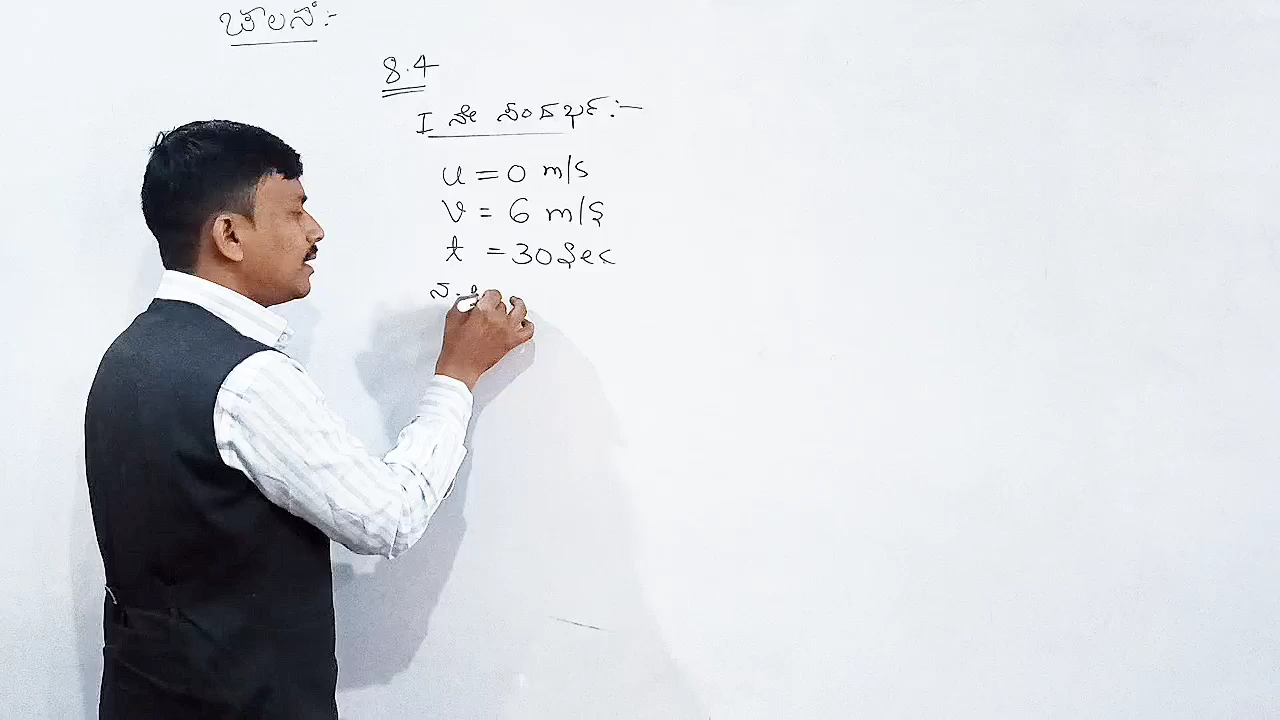 ಚಲನೆ:-
8.4
I ನೇ ಸಂದರ್ಭ:-
u = 0 m/s
v = 6 m/s
t = 30 Sec